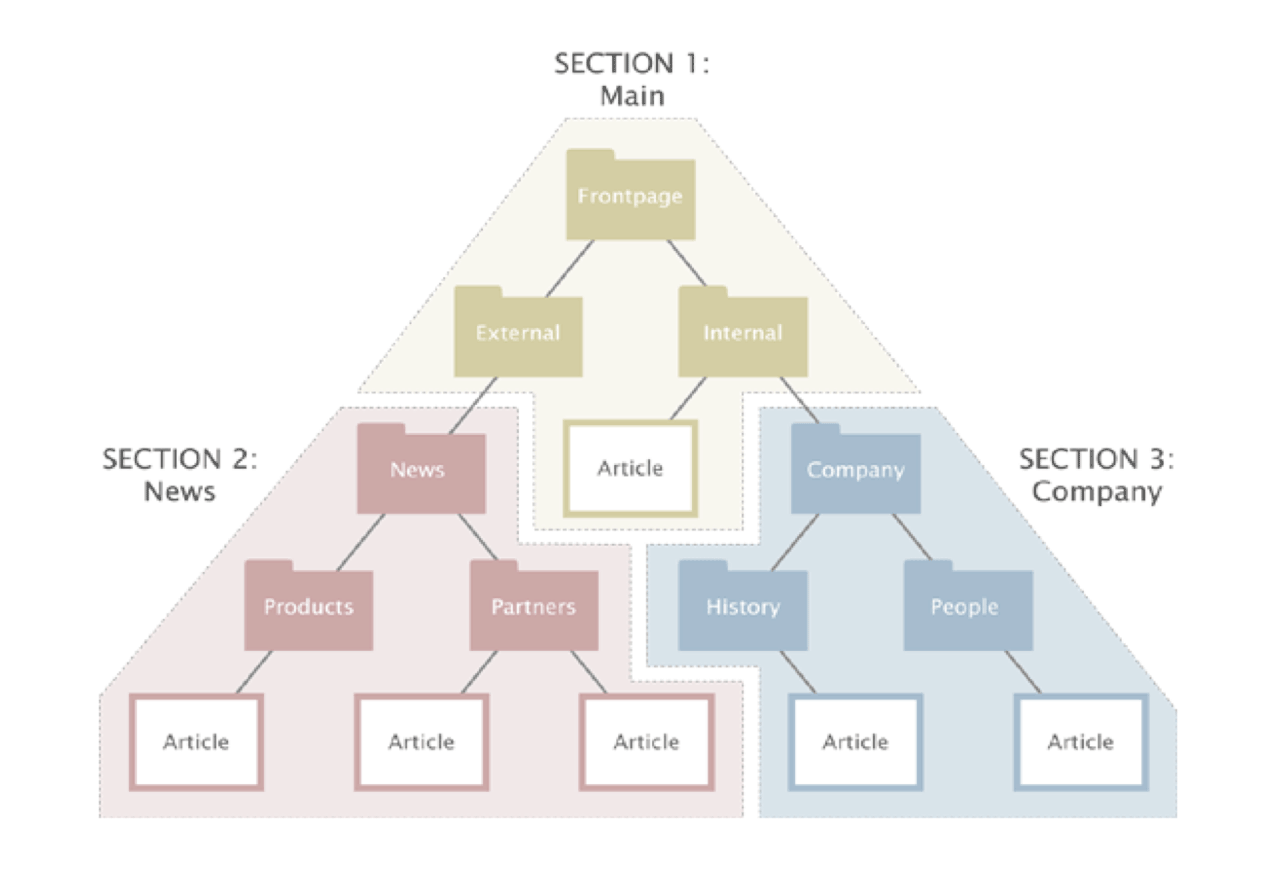 SECTION 1:
Main
Frontpage
External
Internal
SECTION 2:
News
News
Article
Company
SECTION 3:
Company
Products
Partners
History
People
Article
Article
Article
Article
Article